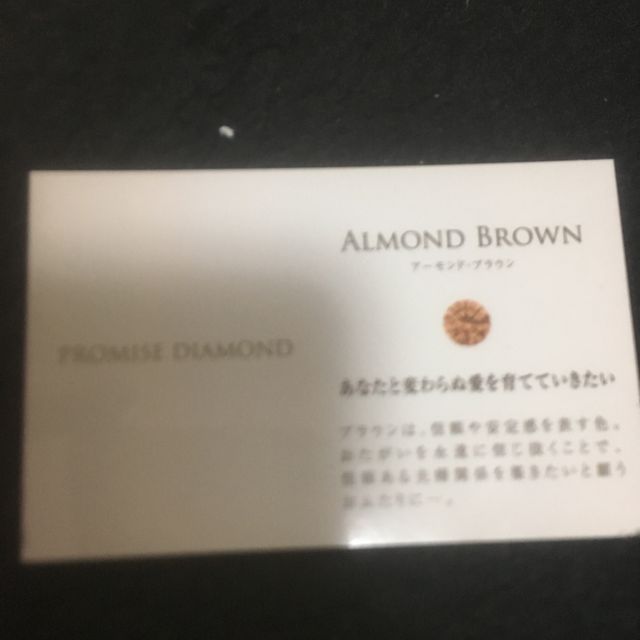 PROMISE DIAMOND
ALMOND BROWN
アーモンド・ブラウン
あなたと変わらぬ愛を育てていきたい
ブラウンは、信頼や安定感を表す色。
おたがいを永遠に信じ抜くことで、
信頼ある夫婦関係を築きたいと願う
おふたりに―。